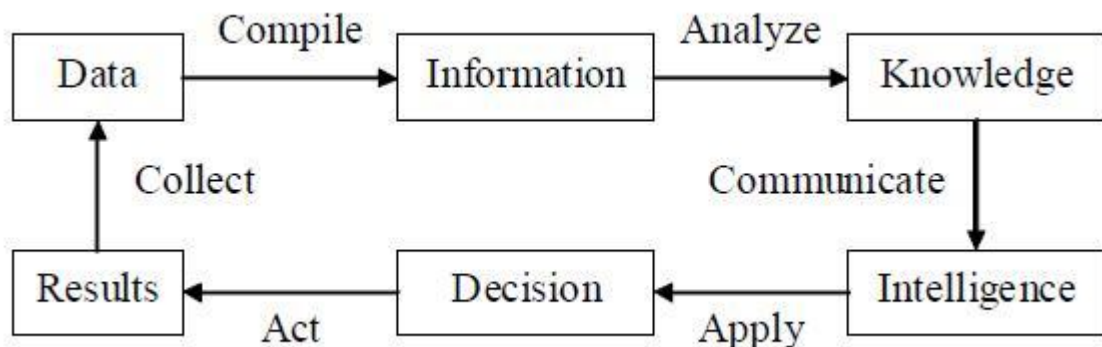 Compile
Analyze
Data
Information
Knowledge
Collect
Communicate
Results
Decision
Intelligence
Act
Apply